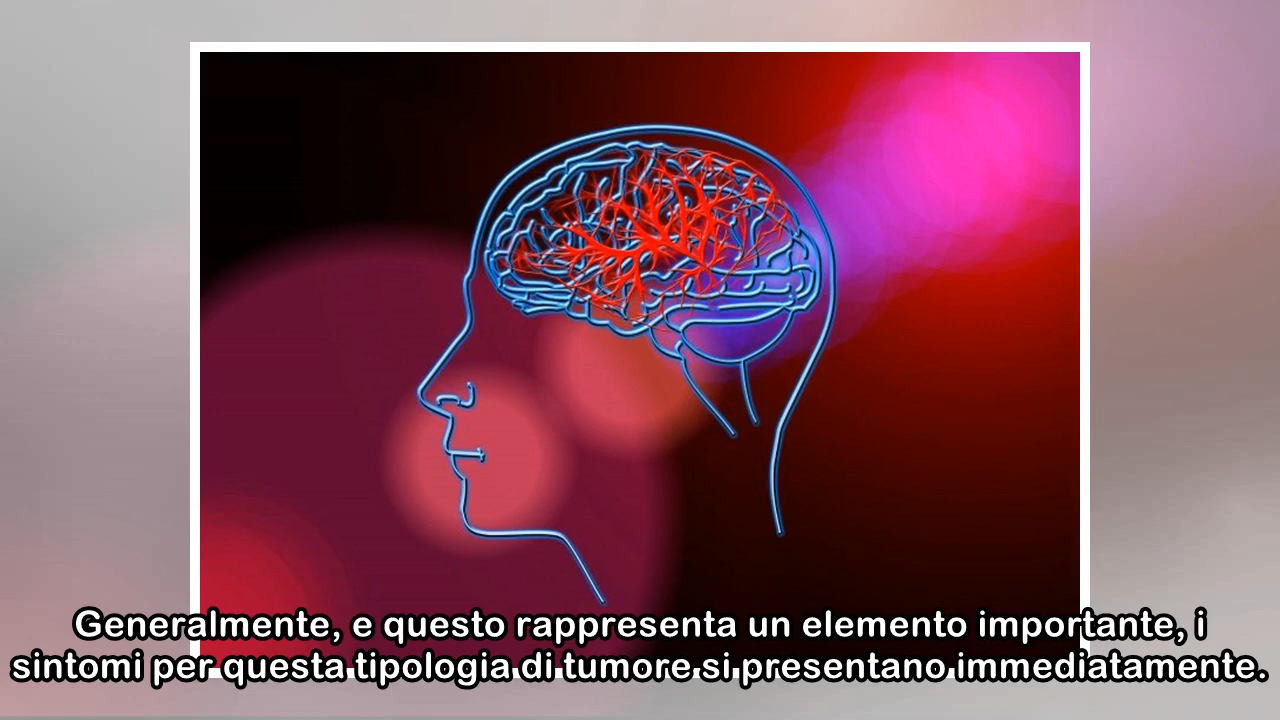 Generalmente, e questo rappresenta un elemento importante, i
sintomi per questa tipologia di tumore si presentano immediatamente.